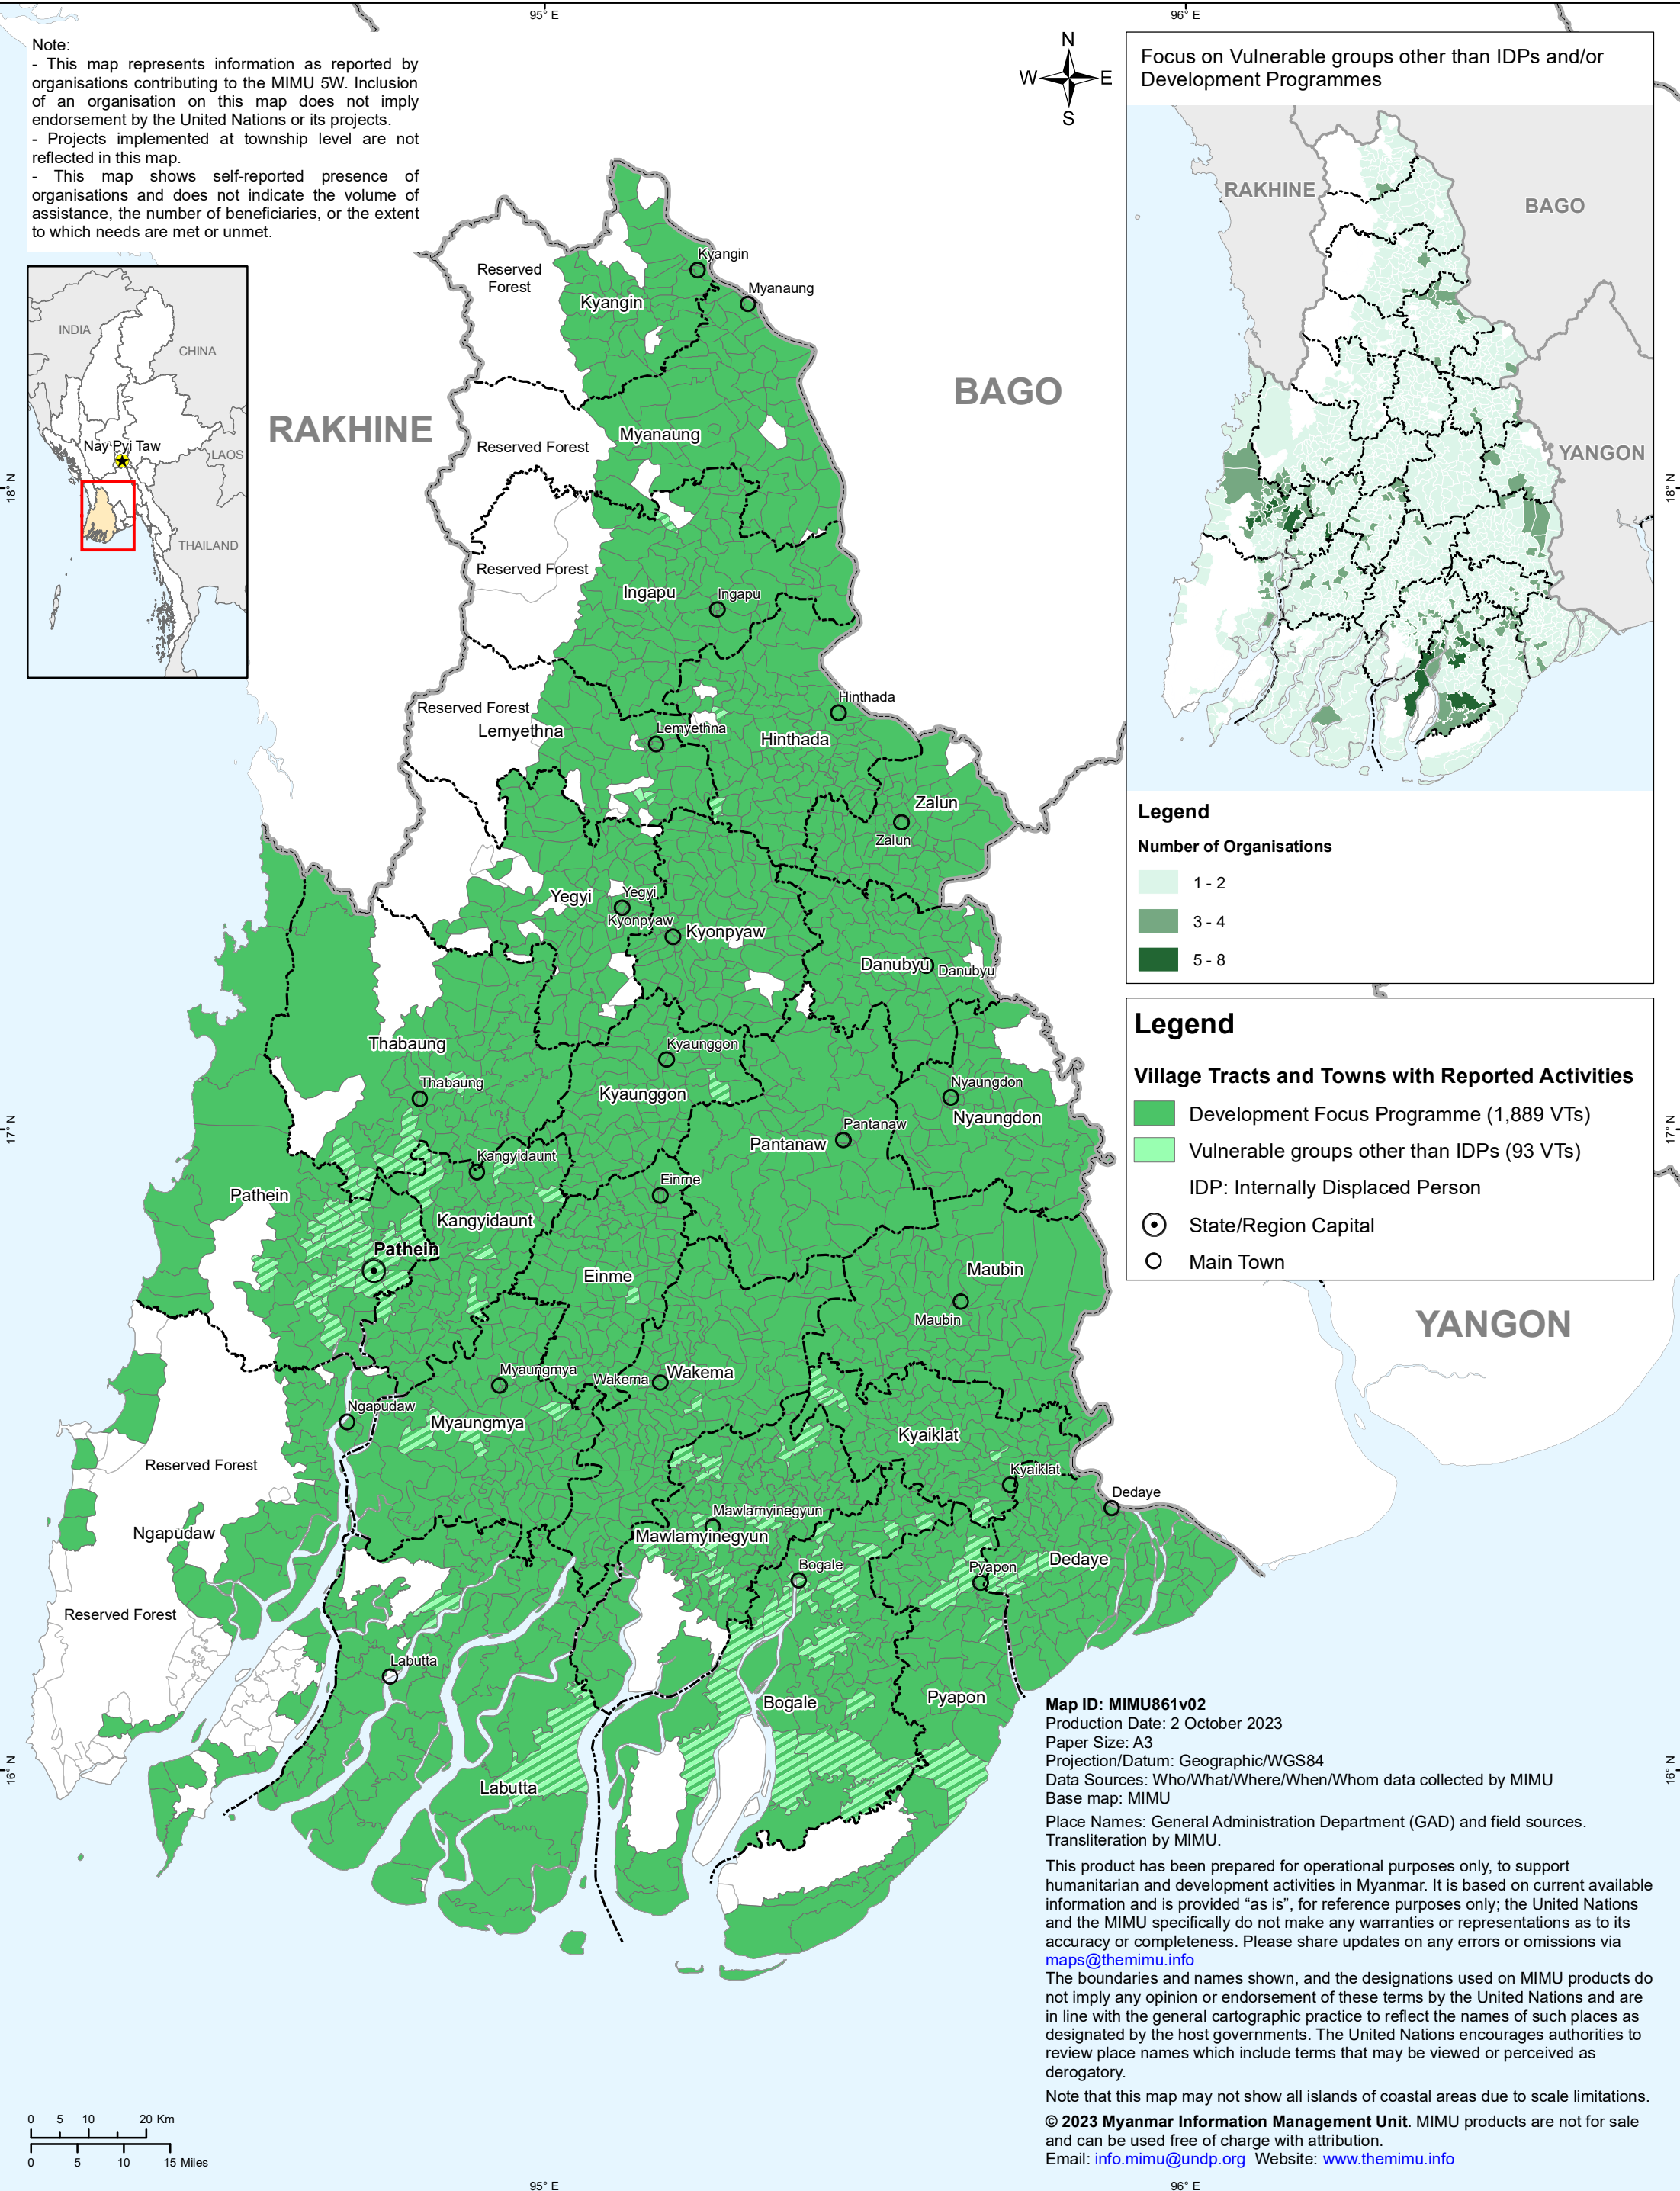 95° E
96° E
Note:
- This map represents information as reported by
organisations contributing to the MIMU 5W. Inclusion
of an organisation on this map does not imply
endorsement by the United Nations or its projects.
- Projects implemented at township level are not
reflected in this map.
- This map shows self-reported presence of
organisations and does not indicate the volume of
assistance, the number of beneficiaries, or the extent
to which needs are met or unmet.
N
W
E
S
Focus on Vulnerable groups other than IDPs and/or
Development Programmes
RAKHINE
BAGO
YANGON
Legend
Number of Organisations
1 - 2
3 - 4
5 - 8
INDIA
CHINA
Nay Pyi Taw
LAOS
THAILAND
18° N
18° N
RAKHINE
BAGO
Reserved
Forest
Kyangin
Kyangin
Myanaung
Myanaung
Reserved Forest
Reserved Forest
Ingapu
Ingapu
Reserved Forest
Lemyethna
Lemyethna
Hinthada
Hinthada
Zalun
Zalun
Yegyi
Yegyi
Kyonpyaw
Kyonpyaw
Danubyu
Danubyu
Thabaung
Thabaung
Kyaunggon
Kyaunggon
Nyaungdon
Nyaungdon
Pantanaw
Pantanaw
17° N
17° N
Kangyidaunt
Kangyidaunt
Einme
Einme
Pathein
Pathein
Maubin
Maubin
Myaungmya
Myaungmya
Wakema
Wakema
Ngapudaw
Kyaiklat
Kyaiklat
Reserved Forest
Ngapudaw
Mawlamyinegyun
Mawlamyinegyun
Dedaye
Dedaye
Bogale
Pyapon
Reserved Forest
Labutta
Bogale
Pyapon
Labutta
16° N
16° N
Legend
Village Tracts and Towns with Reported Activities
Development Focus Programme (1,889 VTs)
Vulnerable groups other than IDPs (93 VTs)
IDP: Internally Displaced Person
State/Region Capital
Main Town
YANGON
Map ID: MIMU861v02
Production Date: 2 October 2023
Paper Size: A3
Projection/Datum: Geographic/WGS84
Data Sources: Who/What/Where/When/Whom data collected by MIMU
Base map: MIMU
Place Names: General Administration Department (GAD) and field sources.
Transliteration by MIMU.
This product has been prepared for operational purposes only, to support
humanitarian and development activities in Myanmar. It is based on current available
information and is provided “as is”, for reference purposes only; the United Nations
and the MIMU specifically do not make any warranties or representations as to its
accuracy or completeness. Please share updates on any errors or omissions via
maps@themimu.info
The boundaries and names shown, and the designations used on MIMU products do
not imply any opinion or endorsement of these terms by the United Nations and are
in line with the general cartographic practice to reflect the names of such places as
designated by the host governments. The United Nations encourages authorities to
review place names which include terms that may be viewed or perceived as
derogatory.
Note that this map may not show all islands of coastal areas due to scale limitations.
© 2023 Myanmar Information Management Unit. MIMU products are not for sale
and can be used free of charge with attribution.
Email: info.mimu@undp.org Website: www.themimu.info
0 5 10 20 Km
0 5 10 15 Miles
95° E
96° E